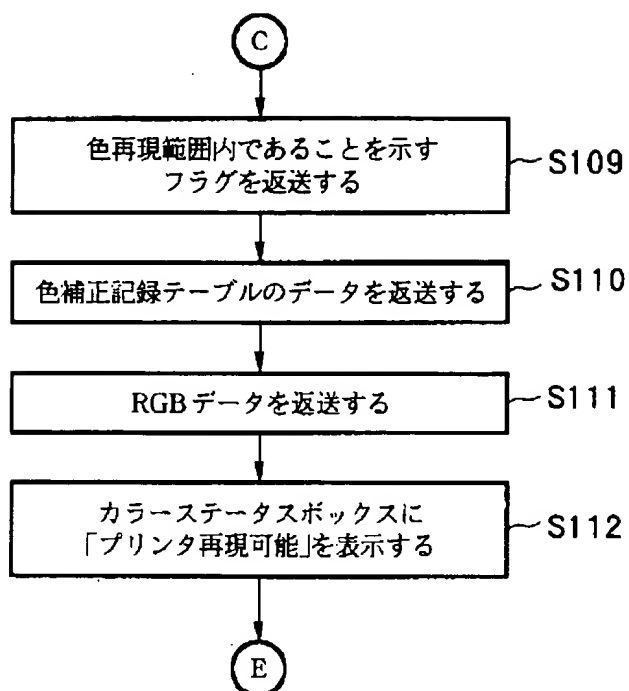 C
色再現範囲内であることを示す
フラグを返送する
S109
色補正記録テーブルのデータを返送する
S110
RGBデータを返送する
S111
カラーステータスボックスに
「プリンタ再現可能」を表示する
S112
E